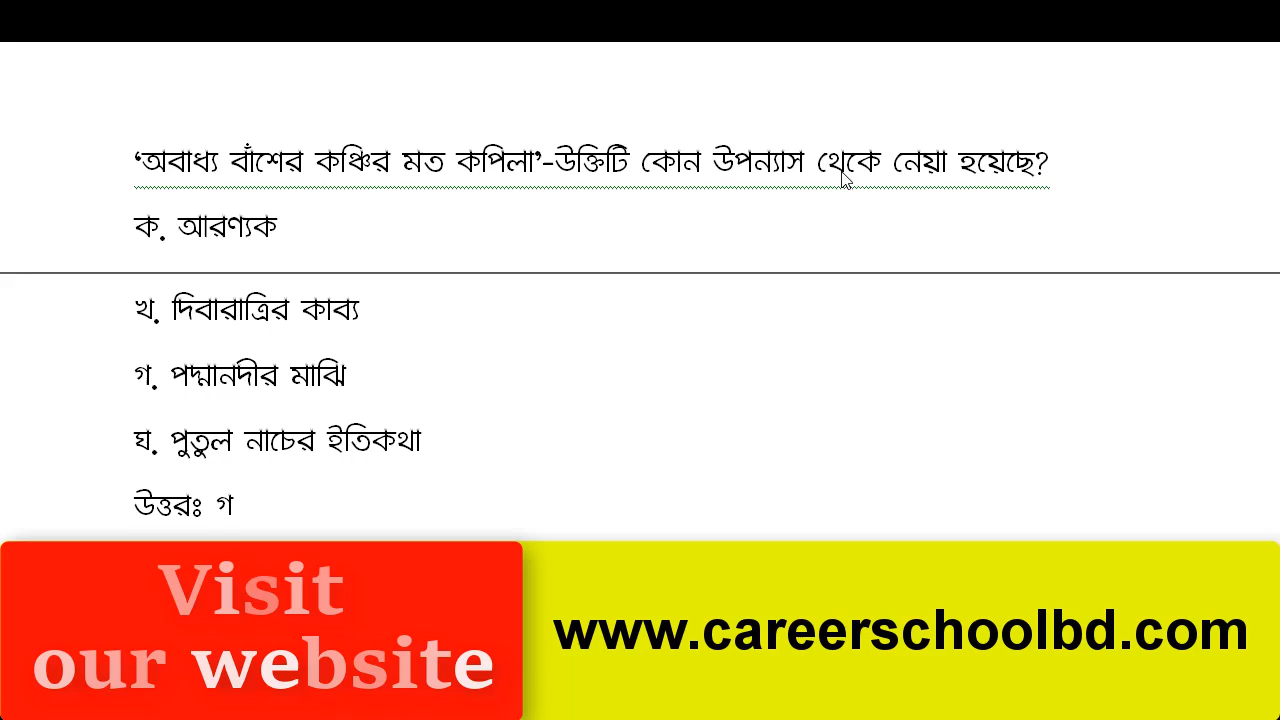 ‘অবাধ্য বাঁশের কঞ্চির মত কপিলা’-উক্তিটি কোন উপন্যাস থেকে নেয়া হয়েছে?
ক. আরণ্যক
খ. দিবারাত্রির কাব্য
গ. পদ্মানদীর মাঝি
ঘ. পুতুল নাচের ইতিকথা
উত্তরঃ গ
Visit
our website
www.careerschoolbd.com